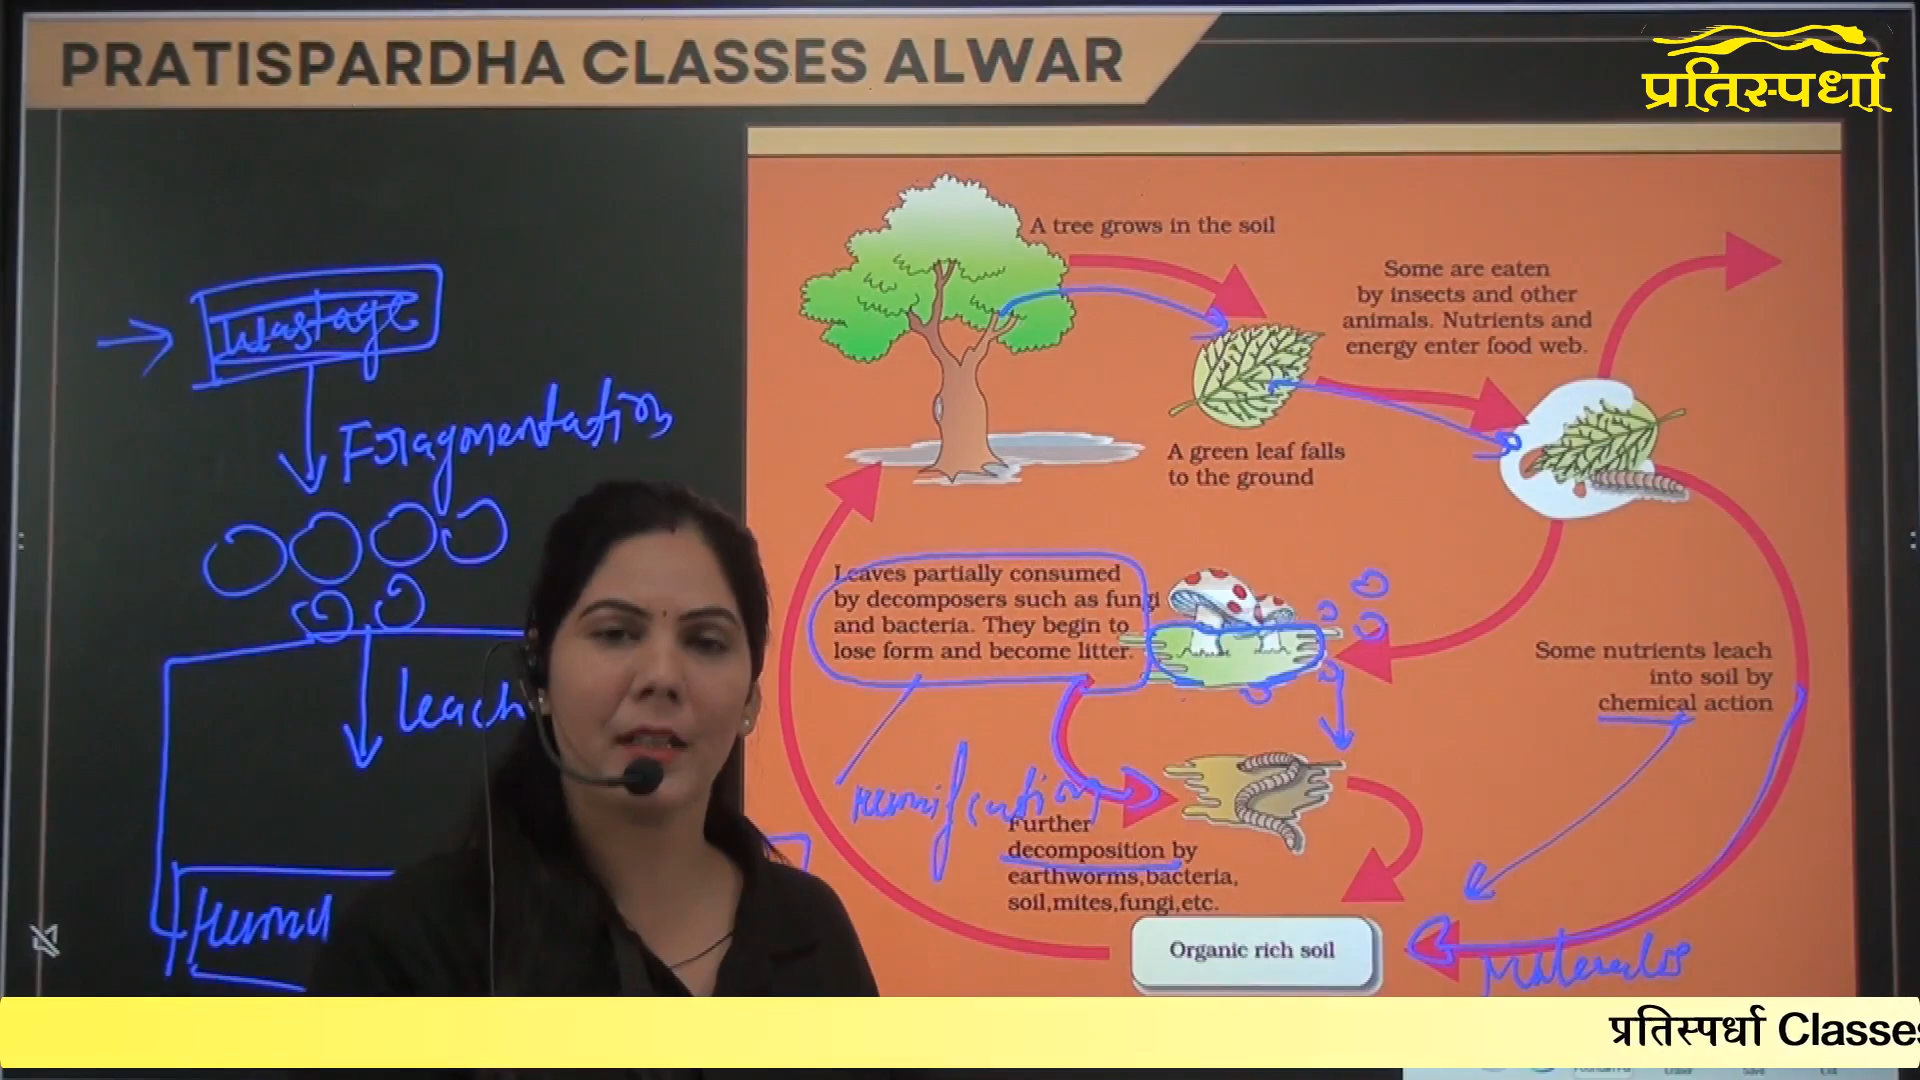 PRATISPARDHA CLASSES ALWAR
प्रतिस्पर्धा
A tree grows in the soil
Some are eaten
by insects and other
animals. Nutrients and
energy enter food web.
A green leaf falls
to the ground
Wastage
Fragmentation
Leach
Humu
Leaves partially consumed
by decomposers such as fungi
and bacteria. They begin to
lose form and become litter.
Some nutrients leach
into soil by
chemical action
Humification
Further
decomposition by
earthworms,bacteria,
soil,mites,fungi,etc.
Organic rich soil
प्रतिस्पर्धा Classes